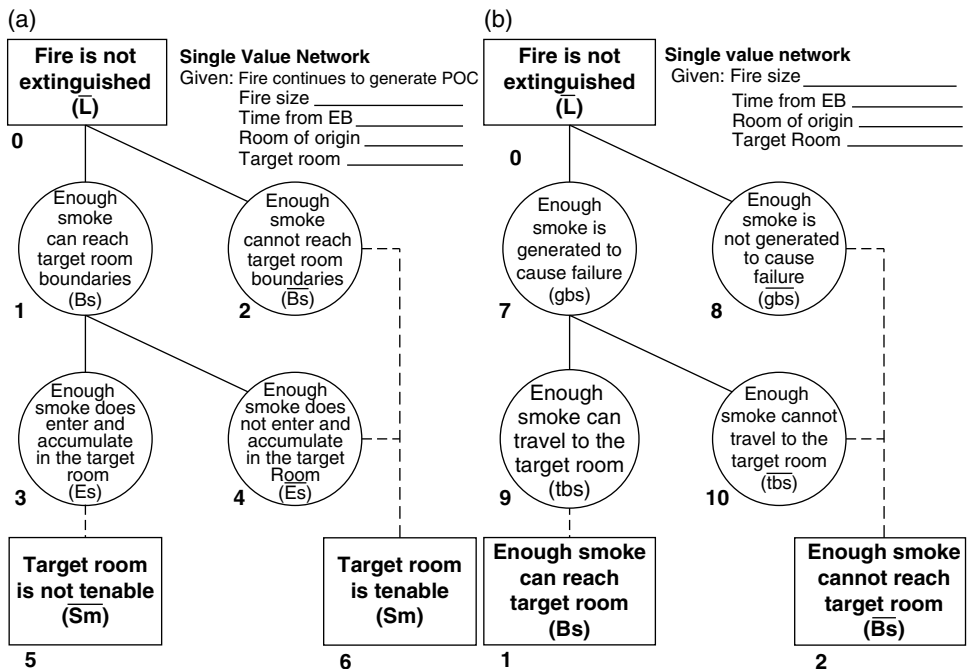 (a)
Fire is not
extinguished
(L̅)
0
Single Value Network
Given: Fire continues to generate POC
Fire size
Time from EB
Room of origin
Target room
Enough
smoke
can reach
target room
boundaries
(Bs)
1
Enough
smoke
cannot reach
target room
boundaries
(B̅s̅)
2
Enough
smoke does
enter and
accumulate
in the target
room
(Es)
3
Enough
smoke does
not enter and
accumulate
in the target
Room
(E̅s̅)
4
Target room
is not tenable
(S̅m̅)
5
Target room
is tenable
(Sm)
6
(b)
Fire is not
extinguished
(L̅)
0
Single value network
Given: Fire size
Time from EB
Room of origin
Target Room
Enough
smoke is
generated to
cause failure
(gbs)
7
Enough
smoke is
not generated
to cause
failure
(g̅b̅s̅)
8
Enough
smoke can
travel to the
target room
(tbs)
9
Enough
smoke cannot
travel to the
target room
(t̅b̅s̅)
10
Enough smoke
can reach
target room
(Bs)
1
Enough smoke
cannot reach
target room
(B̅s̅)
2